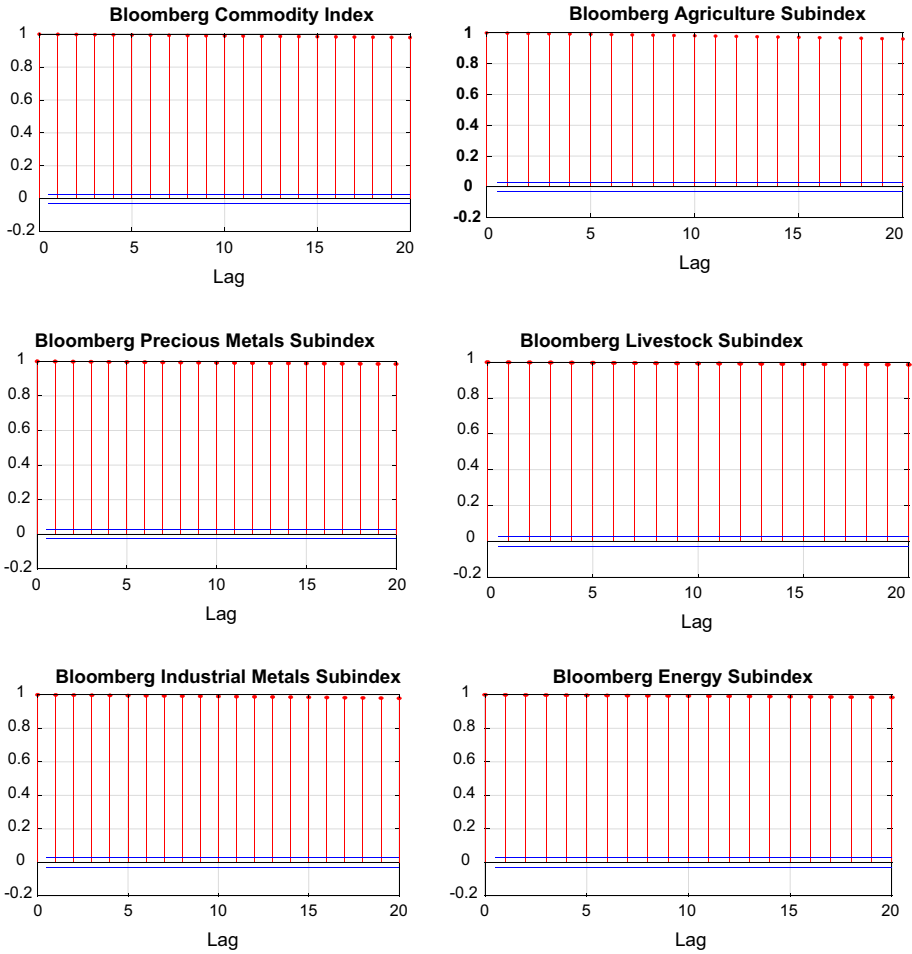 Bloomberg Commodity Index
1
0.8
0.6
0.4
0.2
0
-0.2
0 5 10 15 20
Lag
Bloomberg Agriculture Subindex
1
0.8
0.6
0.4
0.2
0
-0.2
0 5 10 15 20
Lag
Bloomberg Precious Metals Subindex
1
0.8
0.6
0.4
0.2
0
-0.2
0 5 10 15 20
Lag
Bloomberg Livestock Subindex
1
0.8
0.6
0.4
0.2
0
-0.2
0 5 10 15 20
Lag
Bloomberg Industrial Metals Subindex
1
0.8
0.6
0.4
0.2
0
-0.2
0 5 10 15 20
Lag
Bloomberg Energy Subindex
1
0.8
0.6
0.4
0.2
0
-0.2
0 5 10 15 20
Lag